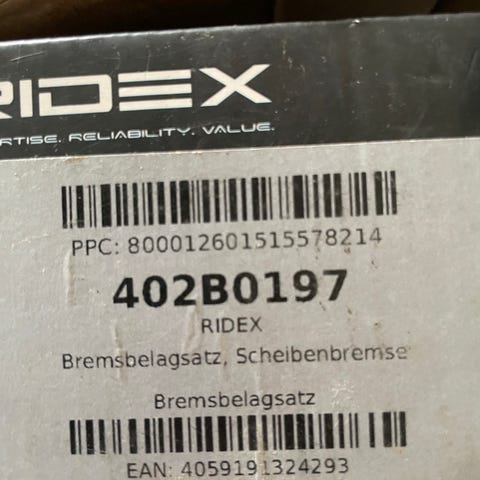 RIDEX
RTISE. RELIABILITY. VALUE.
PPC: 800012601515578214
402B0197
RIDEX
Bremsbelagsatz, Scheibenbremse
Bremsbelagsatz
EAN: 4059191324293